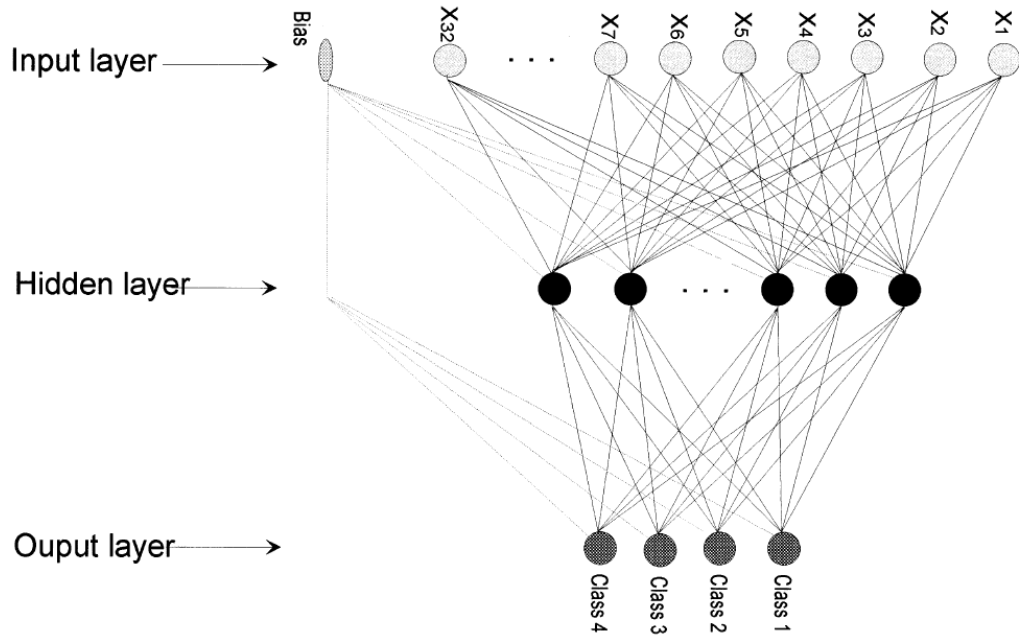 Bias
X32
. . .
X7
X6
X5
X4
X3
X2
X1
Input layer
Hidden layer
. . .
Ouput layer
Class 4
Class 3
Class 2
Class 1